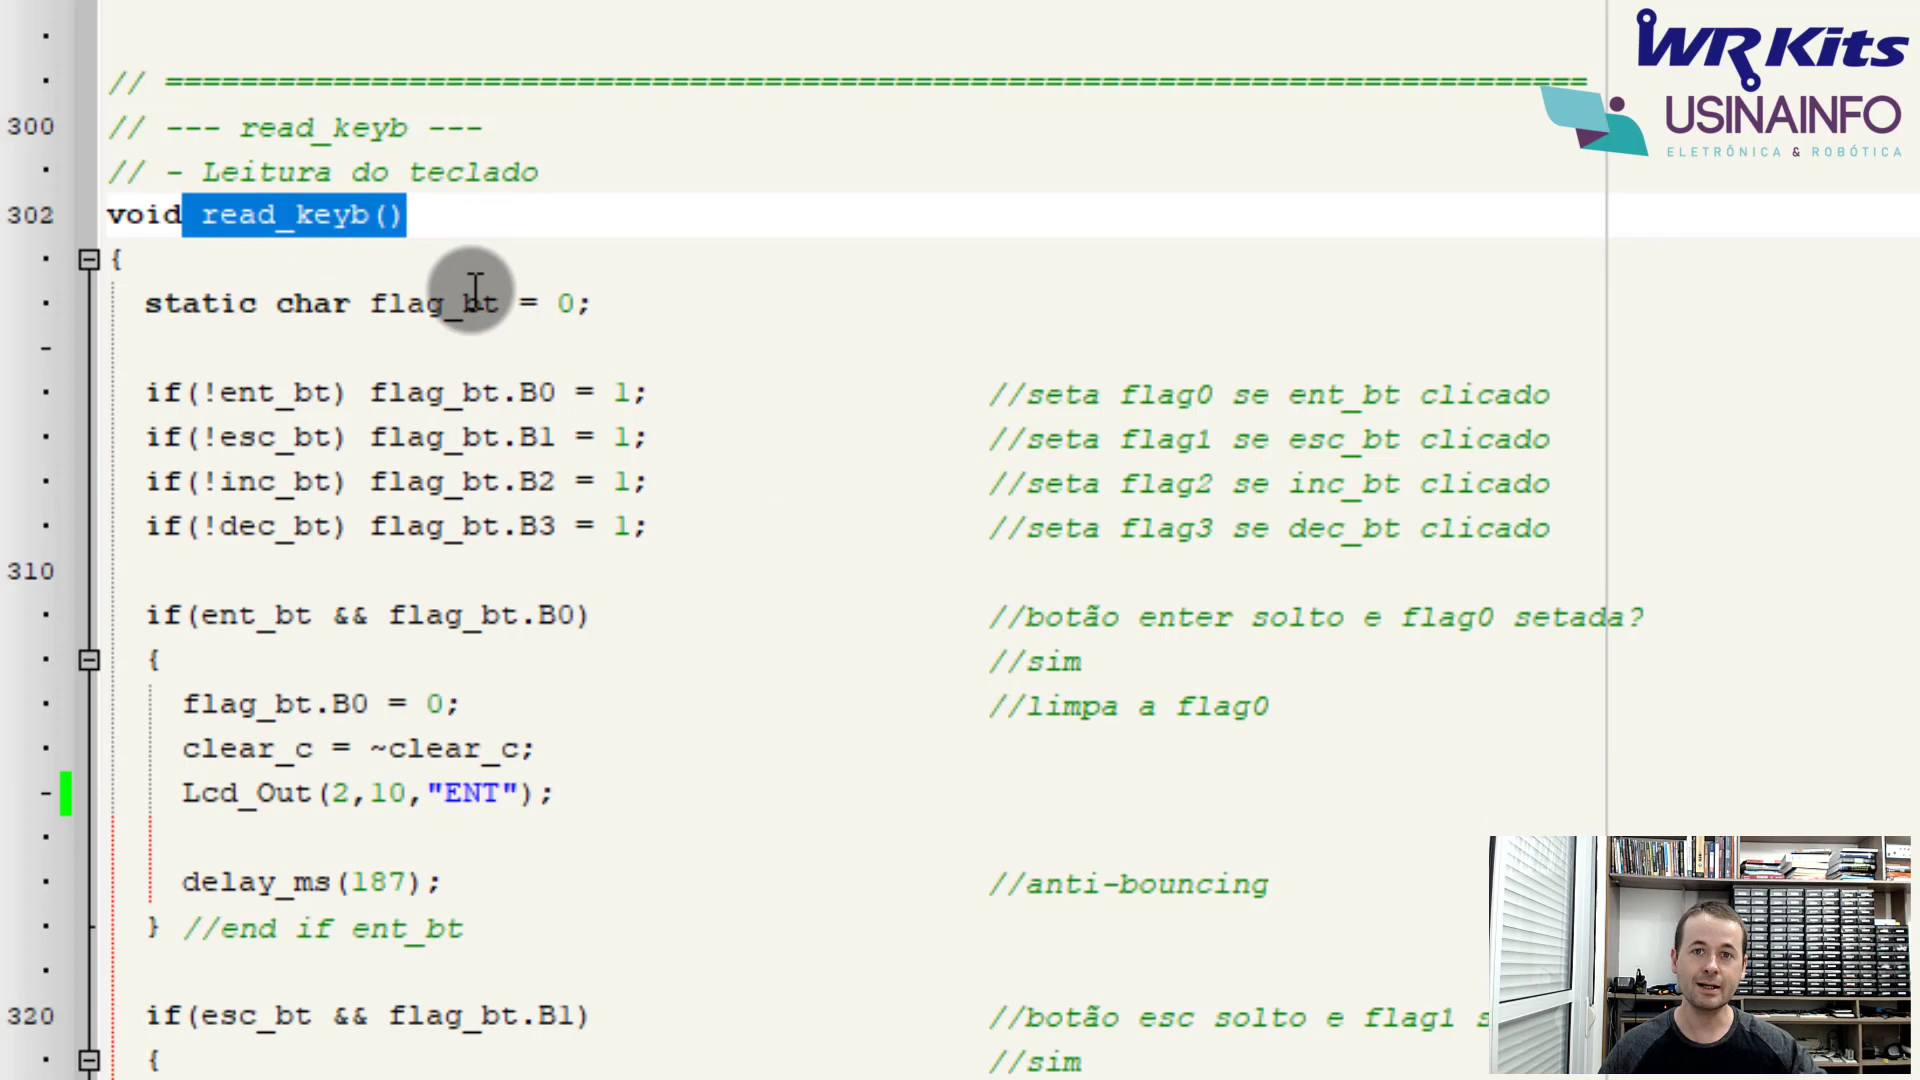 WR Kits
// ============================================================================
USINAINFO
ELETRÔNICA & ROBÓTICA
300 // --- read_keyb ---
// - Leitura do teclado
302 void read_keyb()
{
static char flag_bt = 0;
if(!ent_bt) flag_bt.B0 = 1; //seta flag0 se ent_bt clicado
if(!esc_bt) flag_bt.B1 = 1; //seta flag1 se esc_bt clicado
if(!inc_bt) flag_bt.B2 = 1; //seta flag2 se inc_bt clicado
if(!dec_bt) flag_bt.B3 = 1; //seta flag3 se dec_bt clicado
310
if(ent_bt && flag_bt.B0) //botão enter solto e flag0 setada?
{ //sim
flag_bt.B0 = 0; //limpa a flag0
clear_c = ~clear_c;
Lcd_Out(2,10,"ENT");
delay_ms(187); //anti-bouncing
} //end if ent_bt
320 if(esc_bt && flag_bt.B1) //botão esc solto e flag1 s
{ //sim